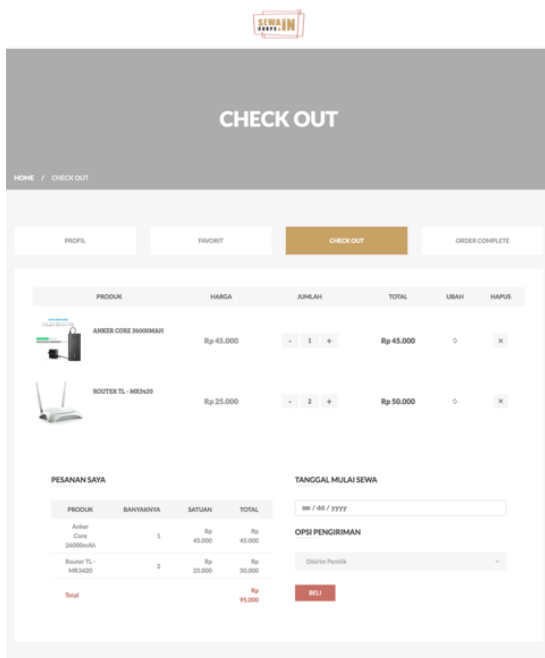 SEWA.IN
CORPS
CHECK OUT
HOME / CHECK OUT
PROFIL FAVORIT CHECK OUT ORDER COMPLETE
PRODUK HARGA JUMLAH TOTAL UBAH HAPUS
ANKER CORE 26000MAH Rp 45.000 - 1 + Rp 45.000 ×
ROUTER TL - MR3420 Rp 25.000 - 2 + Rp 50.000 ×
PESANAN SAYA
PRODUK BANYAKNYA SATUAN TOTAL
Anker Rp Rp
Core 1 45.000 45.000
26000mAh
Router TL - Rp Rp
MR3420 2 25.000 50.000
Total Rp
95.000
TANGGAL MULAI SEWA
mm / dd / yyyy
OPSI PENGIRIMAN
Dikirim Pemilik
BELI